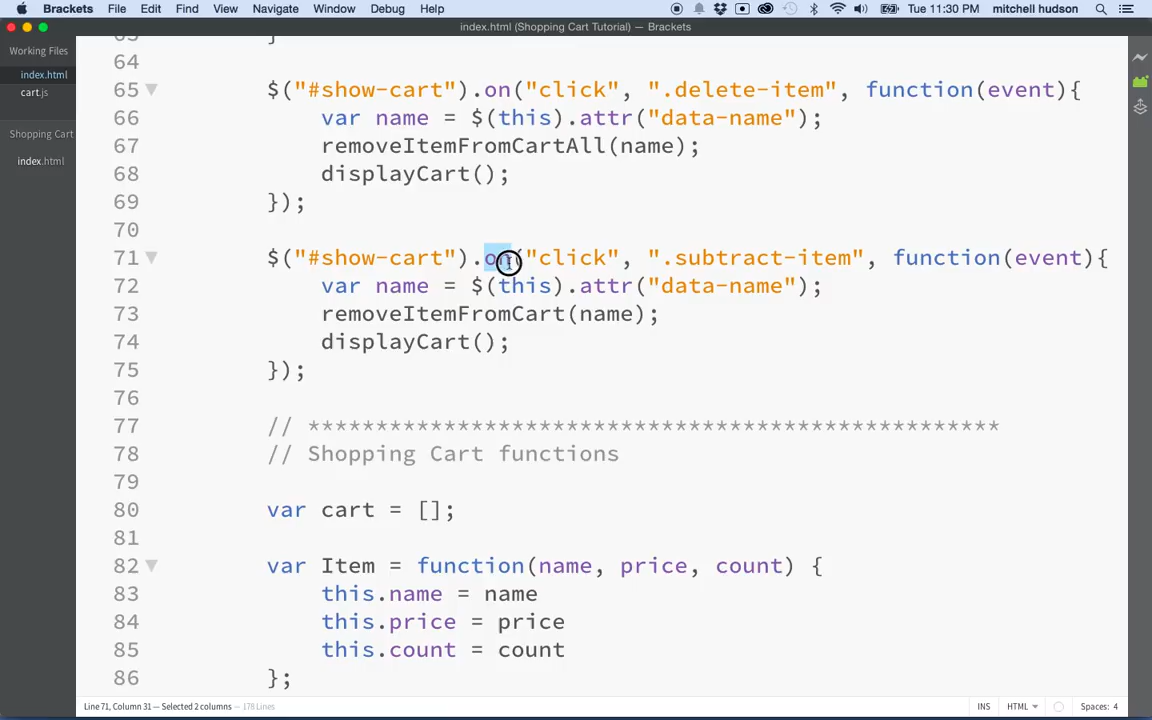 Brackets File Edit Find View Navigate Window Debug Help Tue 11:30 PM mitchell hudson
index.html (Shopping Cart Tutorial) — Brackets
Working Files
index.html
cart.js
Shopping Cart
index.html
63 }
64
65 $("#show-cart").on("click", ".delete-item", function(event){
66 var name = $(this).attr("data-name");
67 removeItemFromCartAll(name);
68 displayCart();
69 });
70
71 $("#show-cart").on("click", ".subtract-item", function(event){
72 var name = $(this).attr("data-name");
73 removeItemFromCart(name);
74 displayCart();
75 });
76
77 // ***************************************************
78 // Shopping Cart functions
79
80 var cart = [];
81
82 var Item = function(name, price, count) {
83 this.name = name
84 this.price = price
85 this.count = count
86 };
Line 71, Column 31 — Selected 2 columns — 178 Lines INS HTML Spaces: 4